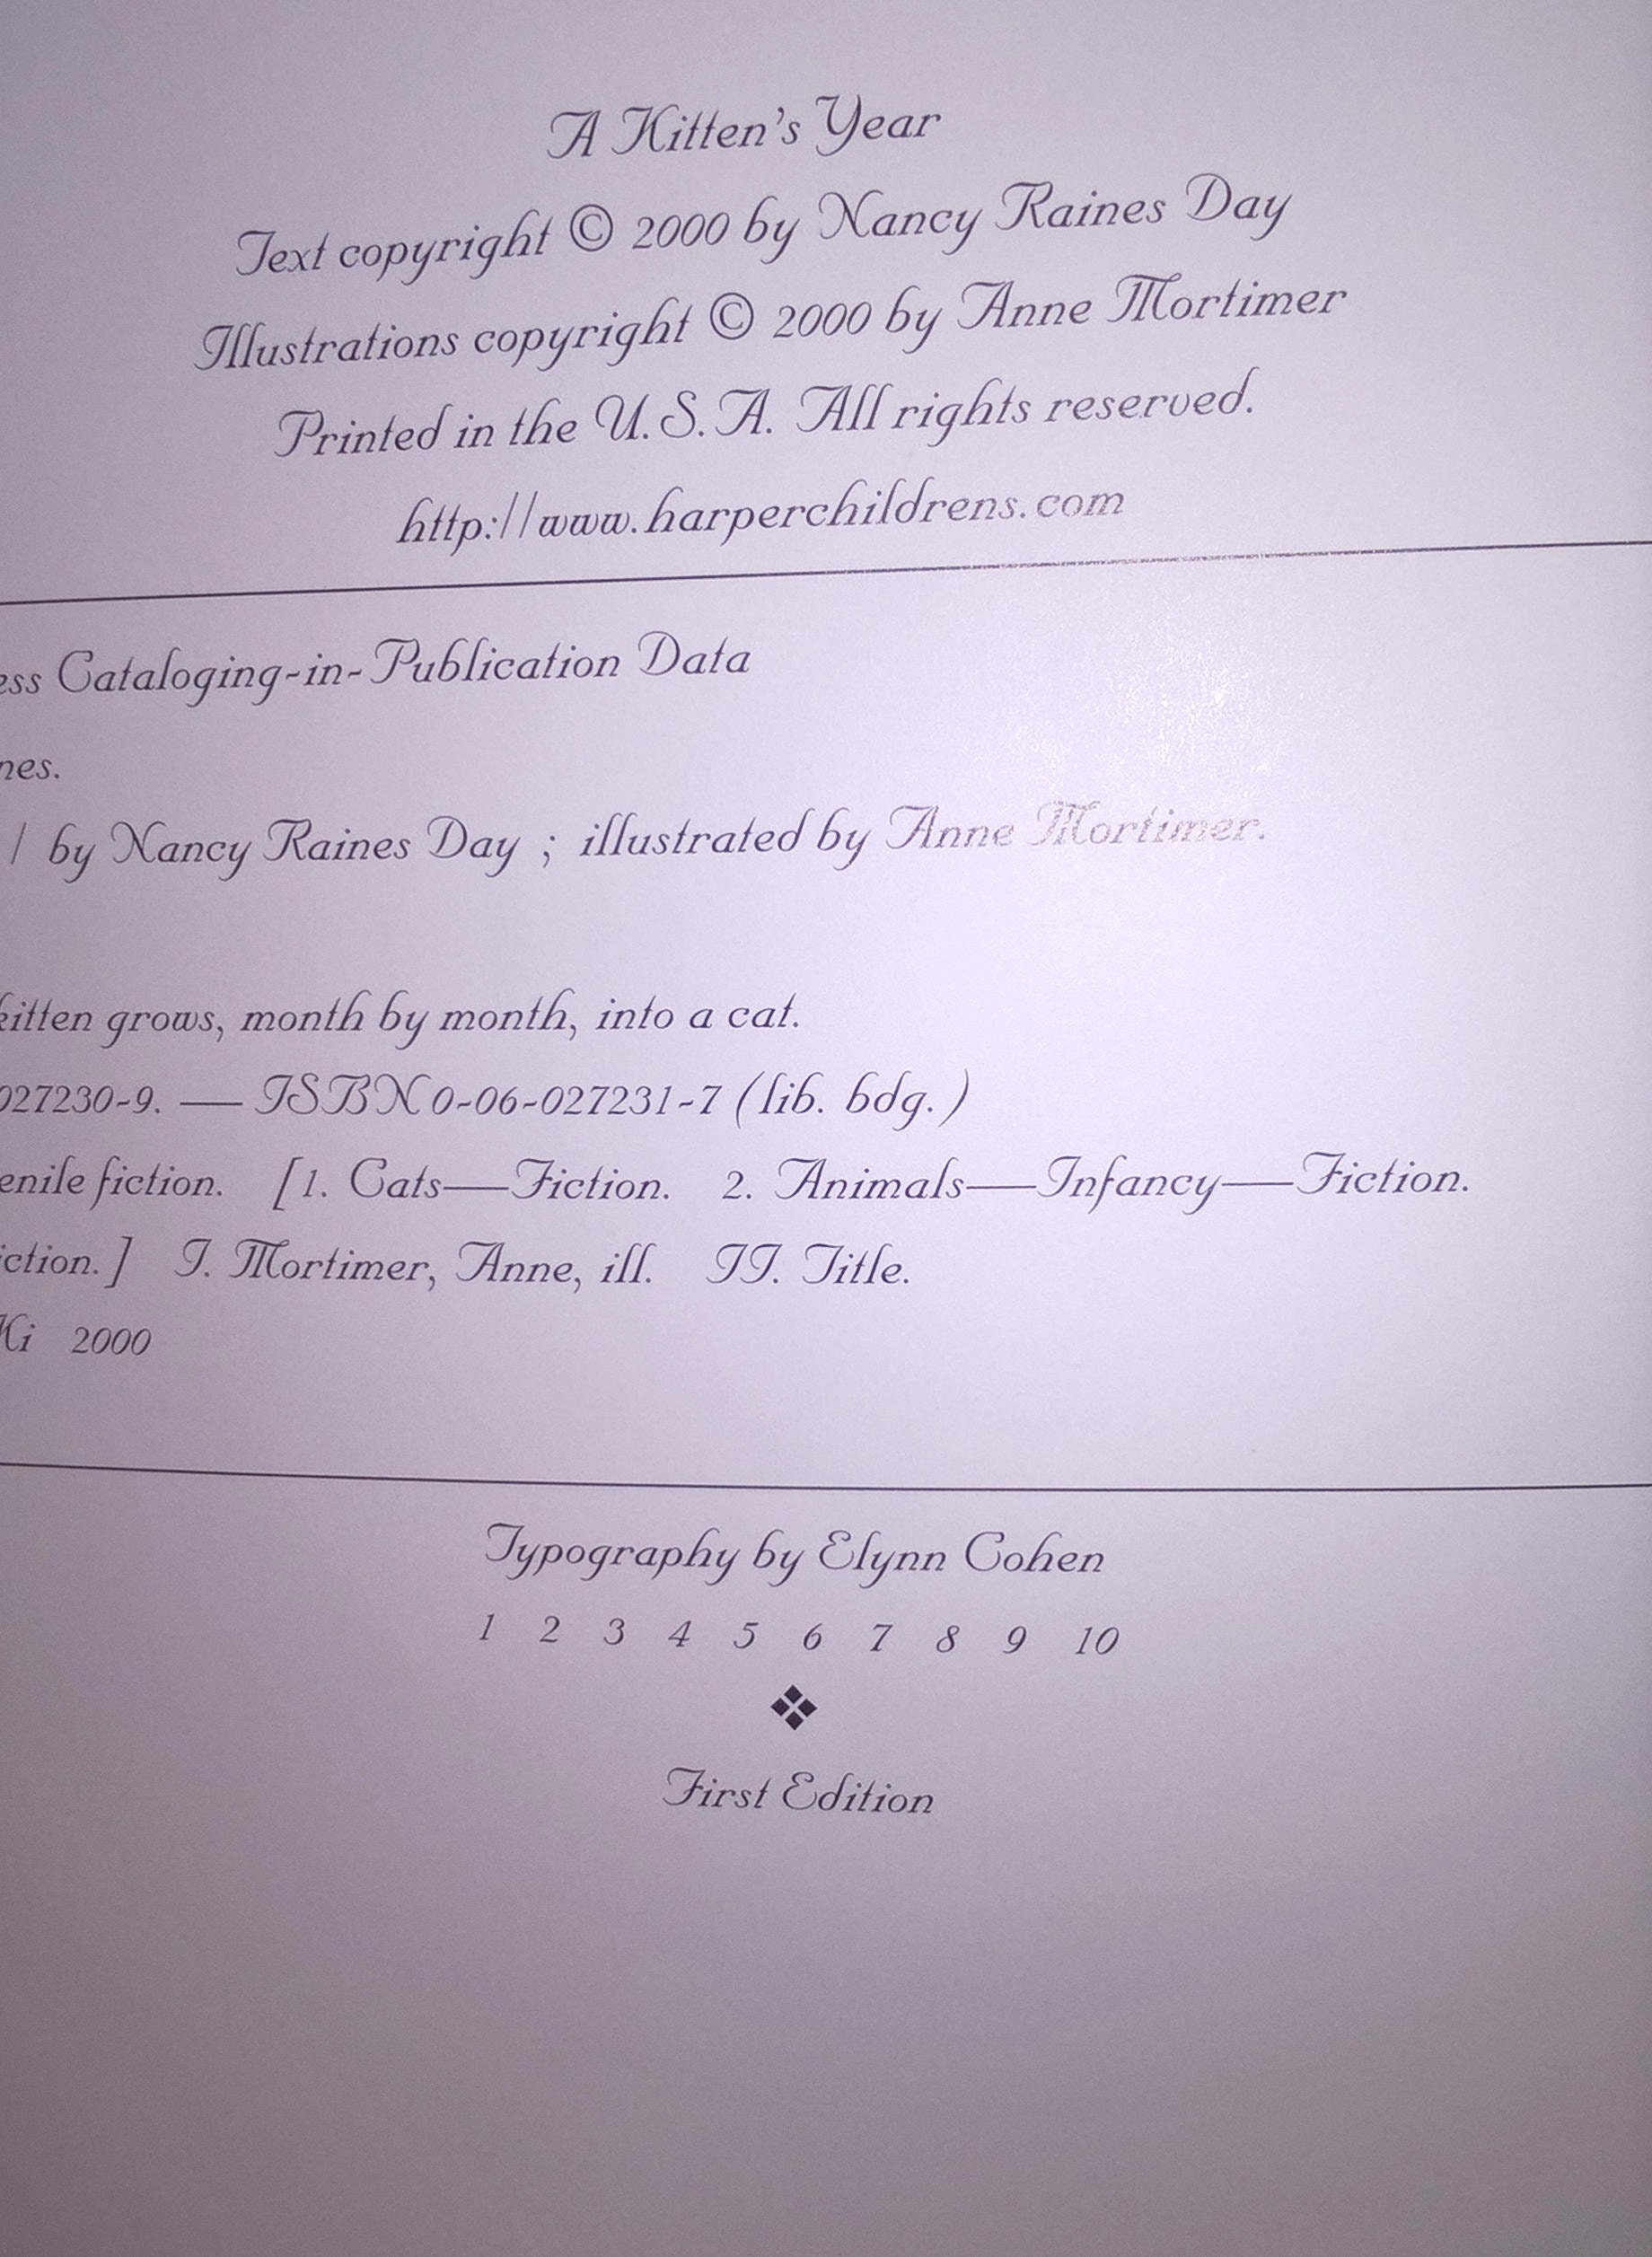 A Kitten's Year
Text copyright © 2000 by Nancy Raines Day
Illustrations copyright © 2000 by Anne Mortimer
Printed in the U.S.A. All rights reserved.
http://www.harperchildrens.com
ess Cataloging-in-Publication Data
nes.
/ by Nancy Raines Day ; illustrated by Anne Mortimer.
kitten grows, month by month, into a cat.
027230-9. — ISBN 0-06-027231-7 (lib. bdg.)
enile fiction. [1. Cats—Fiction. 2. Animals—Infancy—Fiction.
iction.] I. Mortimer, Anne, ill. II. Title.
Ki 2000
Typography by Elynn Cohen
1 2 3 4 5 6 7 8 9 10
❖
First Edition